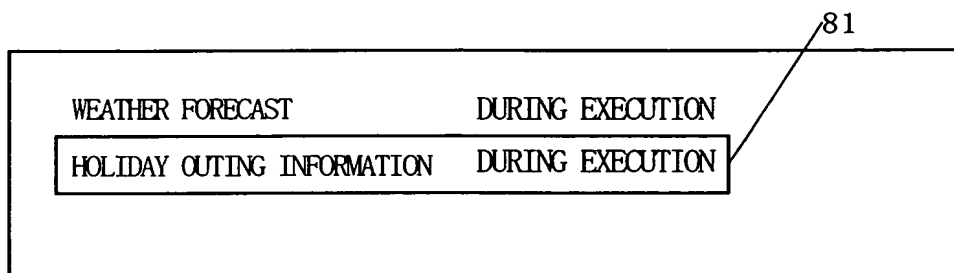 81
WEATHER FORECAST DURING EXECUTION
HOLIDAY OUTING INFORMATION DURING EXECUTION